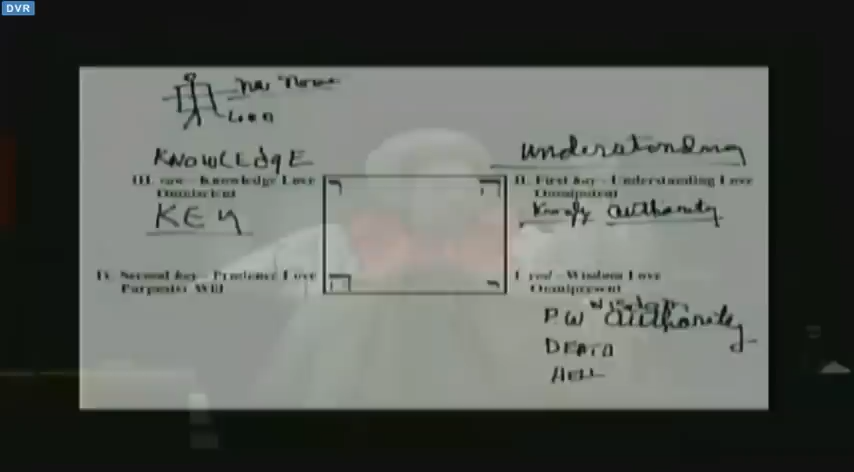 DVR
KNOWLEdgE
understanding
III. row - Knowledge Love
Omniscient
II. First Key - Understanding Love
Omnipotent
KEY
authority
IV. Second Key - Prudence Love
Purposive Will
I. rod - Wisdom Love
Omnipresent
P.W Wisdom authority
DEATH
HELL